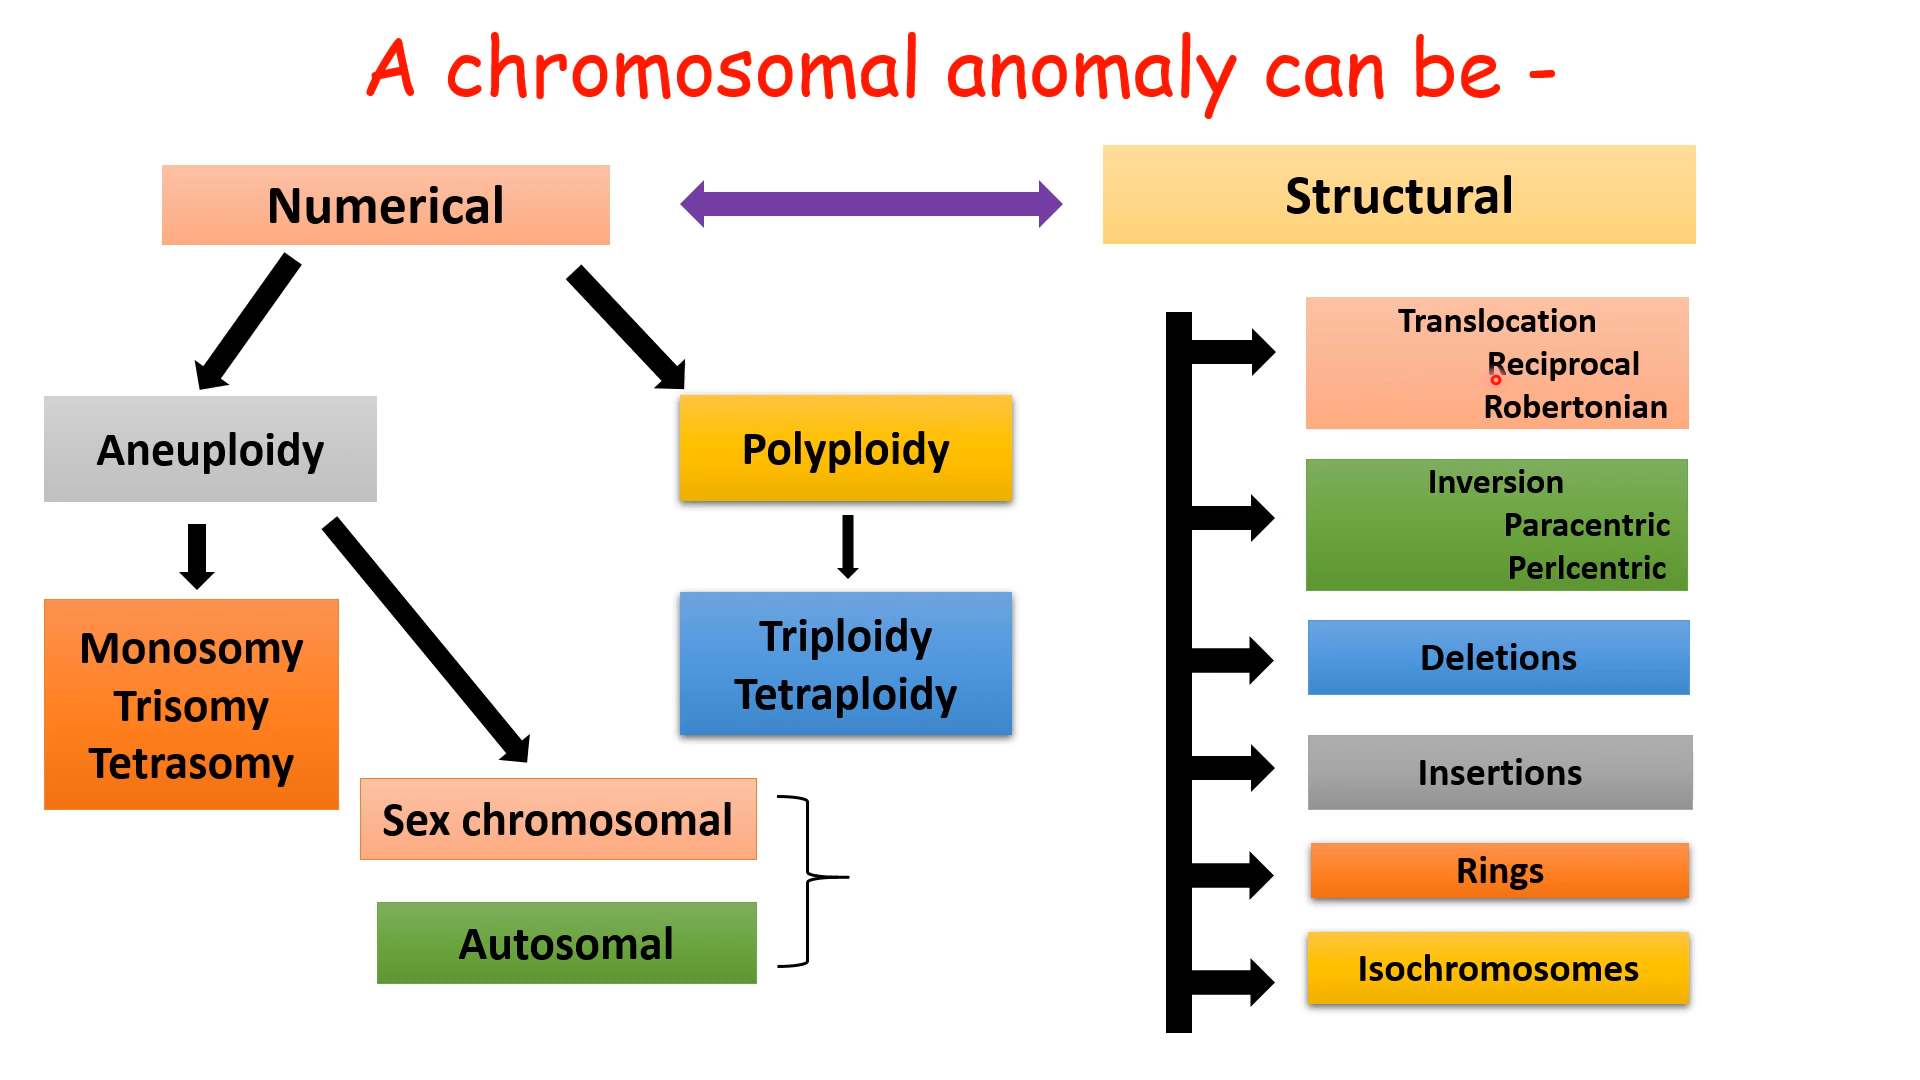 A chromosomal anomaly can be -
Numerical
Structural
Aneuploidy
Polyploidy
Monosomy
Trisomy
Tetrasomy
Triploidy
Tetraploidy
Sex chromosomal
Autosomal
Translocation
Reciprocal
Robertonian
Inversion
Paracentric
Perlcentric
Deletions
Insertions
Rings
Isochromosomes